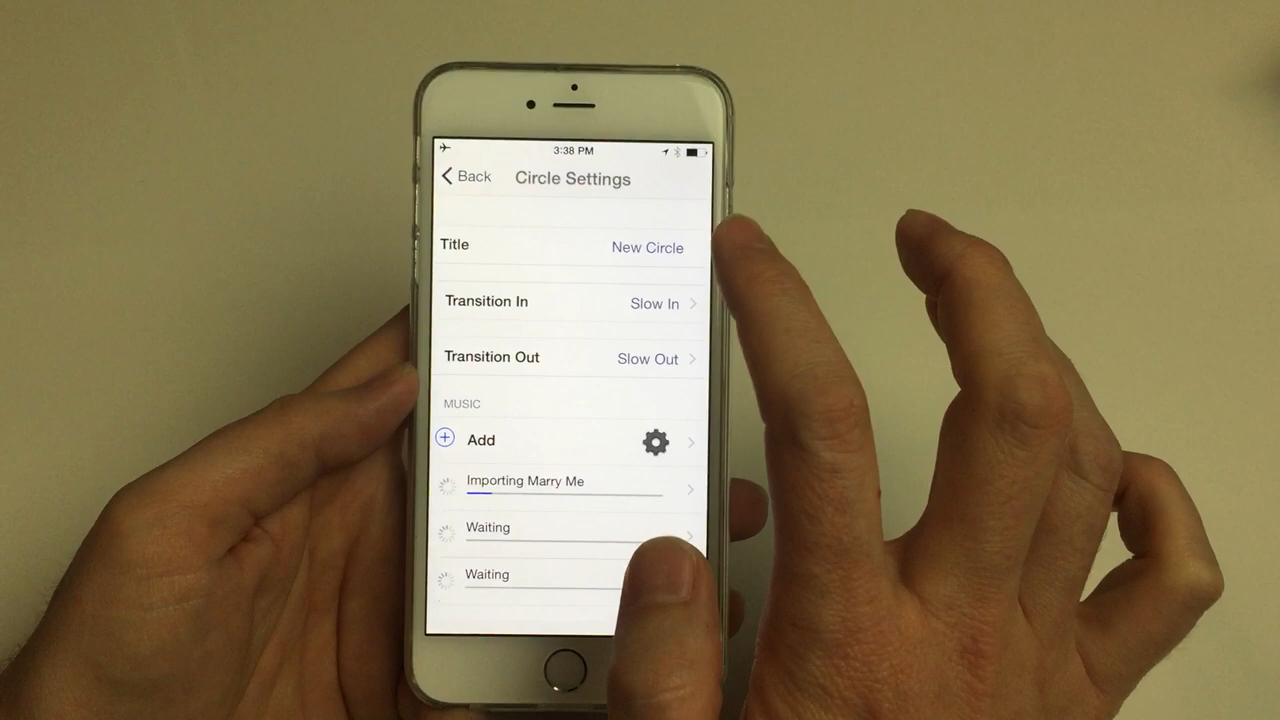 3:38 PM
Back Circle Settings
Title New Circle
Transition In Slow In
Transition Out Slow Out
MUSIC
Add
Importing Marry Me
Waiting
Waiting